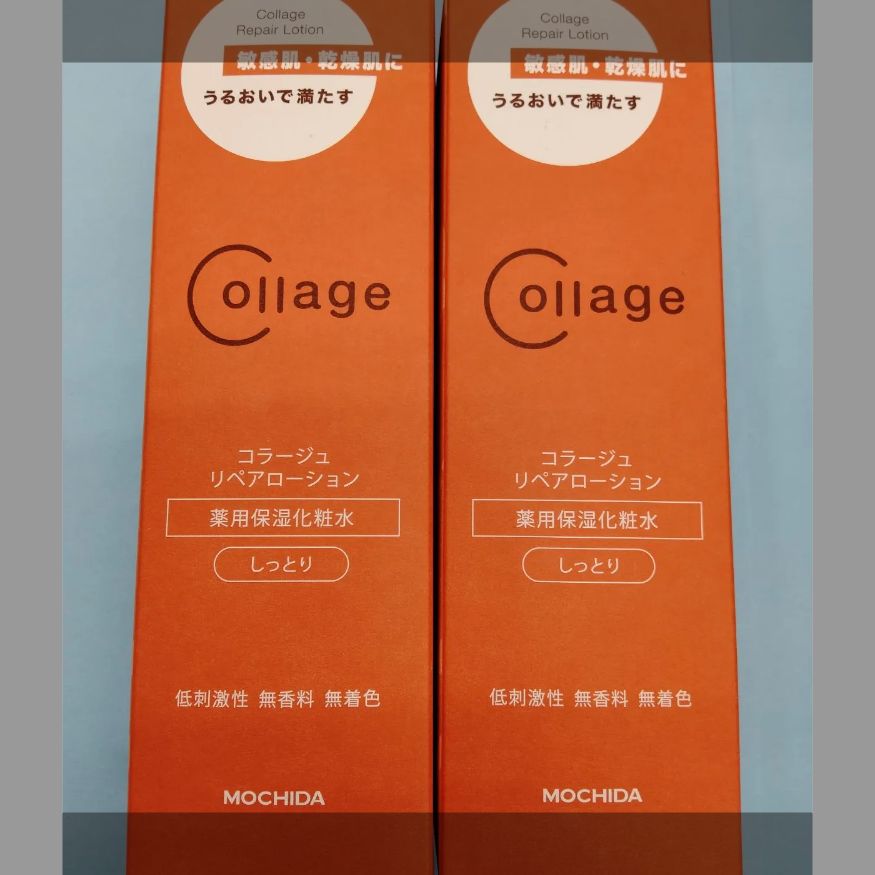 Collage
Repair Lotion
敏感肌・乾燥肌に
うるおいで満たす
Collage
コラージュ
リペアローション
薬用保湿化粧水
しっとり
低刺激性 無香料 無着色
MOCHIDA
Collage
Repair Lotion
敏感肌・乾燥肌に
うるおいで満たす
Collage
コラージュ
リペアローション
薬用保湿化粧水
しっとり
低刺激性 無香料 無着色
MOCHIDA